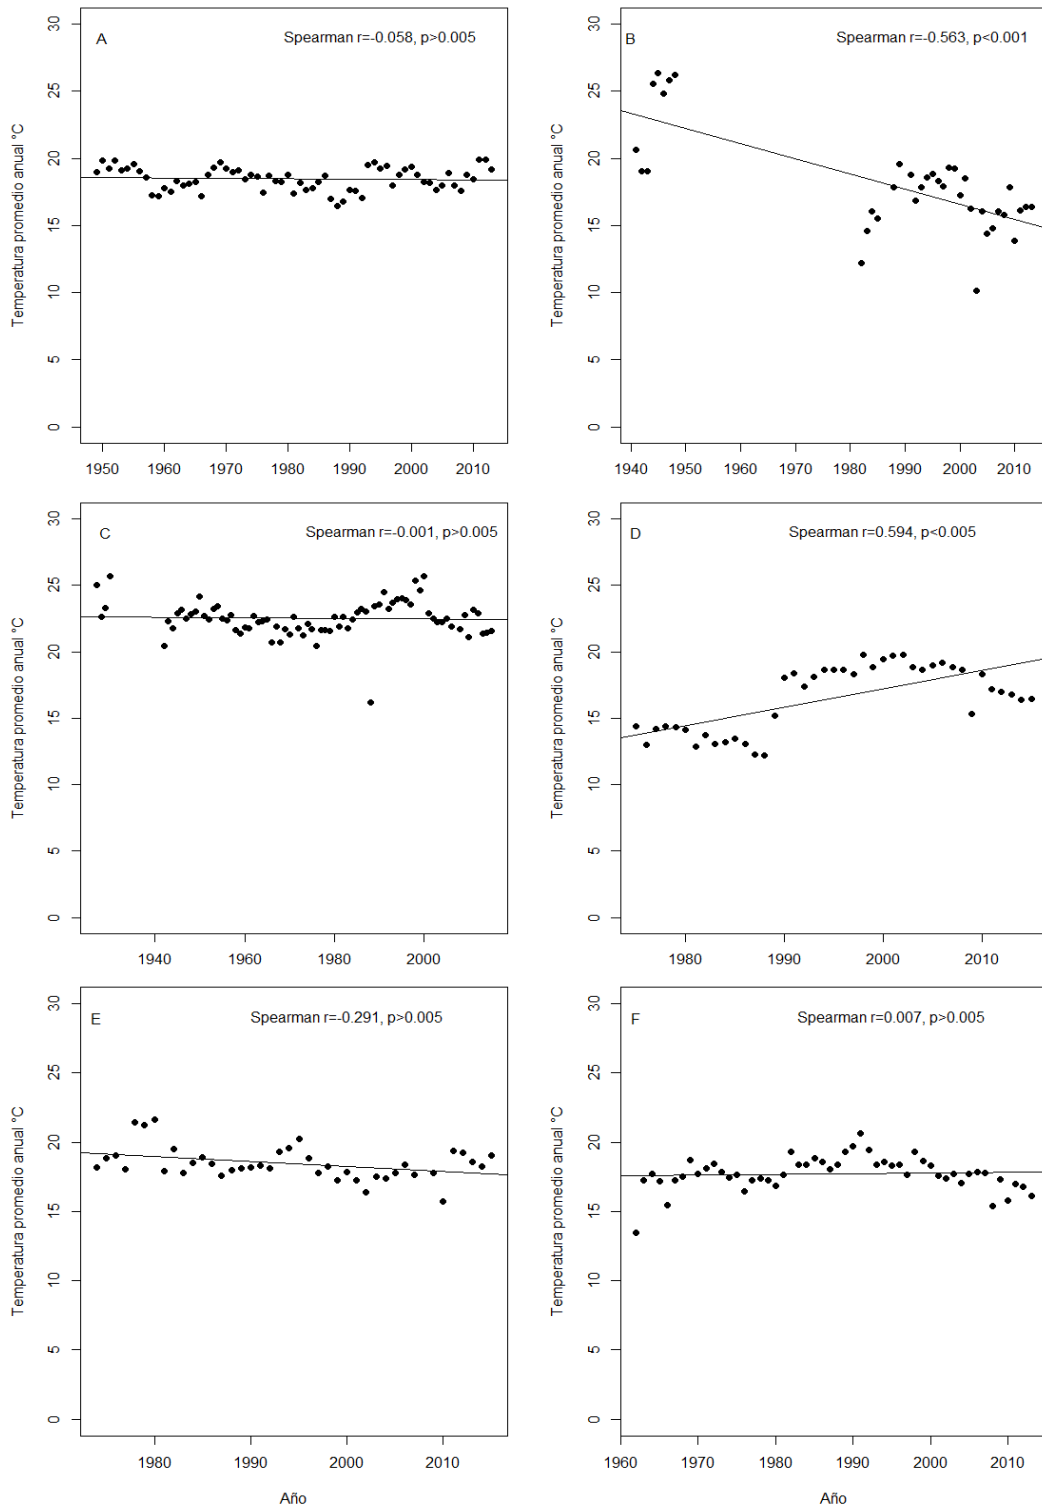 A
Spearman r=-0.058, p>0.005
Temperatura promedio anual °C
30
25
20
15
10
5
0
1950 1960 1970 1980 1990 2000 2010
B
Spearman r=-0.563, p<0.001
Temperatura promedio anual °C
30
25
20
15
10
5
0
1940 1950 1960 1970 1980 1990 2000 2010
C
Spearman r=-0.001, p>0.005
Temperatura promedio anual °C
30
25
20
15
10
5
0
1940 1960 1980 2000
D
Spearman r=0.594, p<0.005
Temperatura promedio anual °C
30
25
20
15
10
5
0
1980 1990 2000 2010
E
Spearman r=-0.291, p>0.005
Temperatura promedio anual °C
30
25
20
15
10
5
0
1980 1990 2000 2010
Año
F
Spearman r=0.007, p>0.005
Temperatura promedio anual °C
30
25
20
15
10
5
0
1960 1970 1980 1990 2000 2010
Año